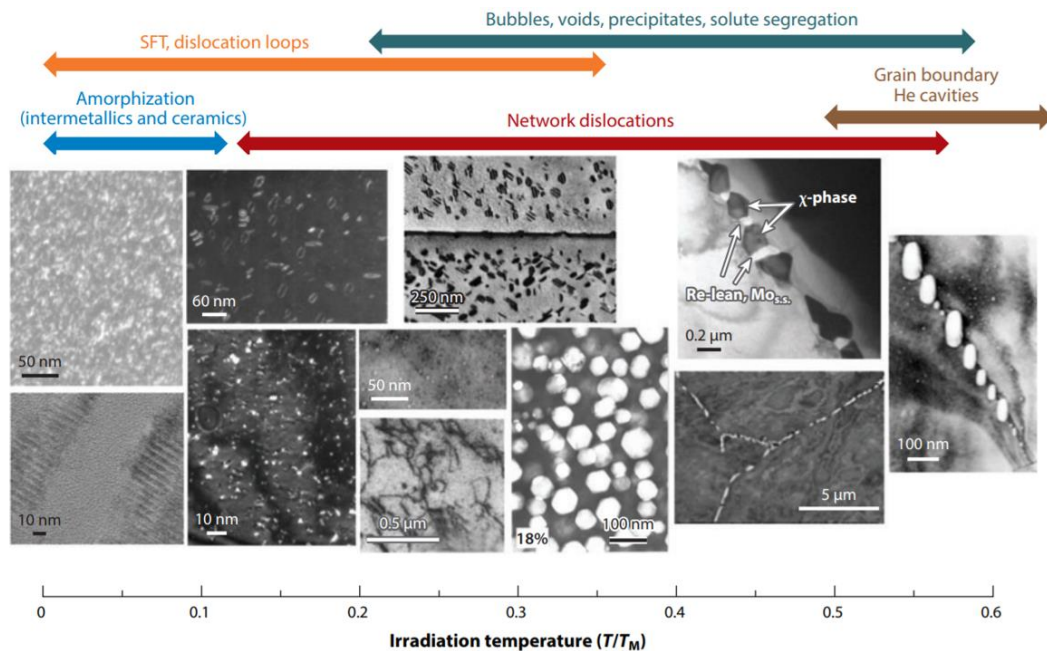 Bubbles, voids, precipitates, solute segregation
SFT, dislocation loops
Grain boundary
He cavities
Amorphization
(intermetallics and ceramics)
Network dislocations
50 nm
60 nm
250 nm
χ-phase
Re-lean, Mos.s.
0.2 µm
10 nm
10 nm
50 nm
0.5 µm
18%
100 nm
5 µm
100 nm
0
0.1
0.2
0.3
0.4
0.5
0.6
Irradiation temperature (T/TM)